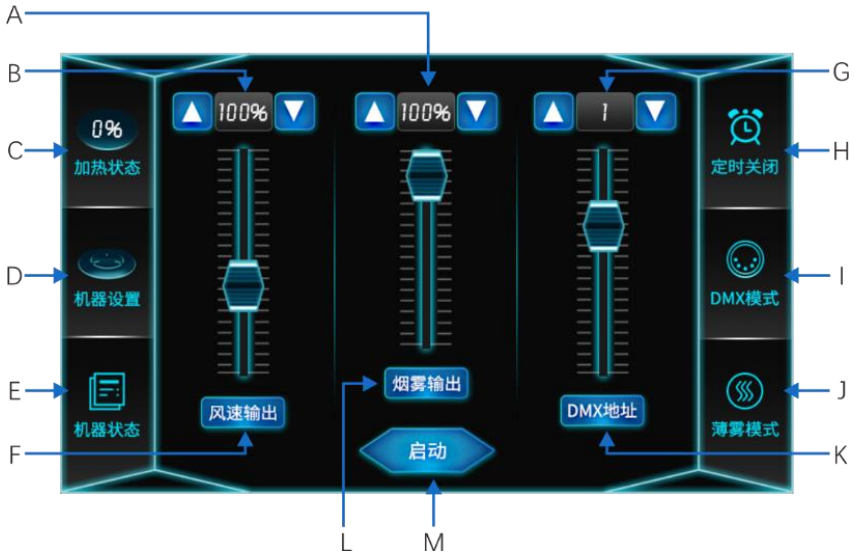 A
B
G
100%
100%
1
0%
C
加热状态
定时关闭
H
D
机器设置
DMX模式
I
烟雾输出
E
风速输出
DMX地址
J
机器状态
薄雾模式
F
启动
K
L
M